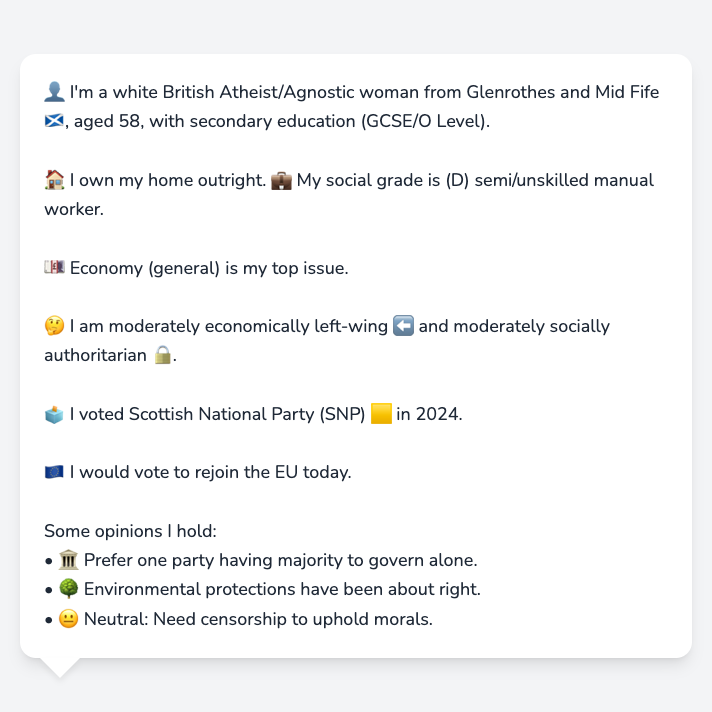 👤 I'm a white British Atheist/Agnostic woman from Glenrothes and Mid Fife
🏴󠁧󠁢󠁳󠁣󠁴󠁿, aged 58, with secondary education (GCSE/O Level).
🏠 I own my home outright. 💼 My social grade is (D) semi/unskilled manual
worker.
💷 Economy (general) is my top issue.
🤔 I am moderately economically left-wing ⬅️ and moderately socially
authoritarian 🔒.
🗳️ I voted Scottish National Party (SNP) 🟨 in 2024.
🇪🇺 I would vote to rejoin the EU today.
Some opinions I hold:
• 🏛️ Prefer one party having majority to govern alone.
• 🌳 Environmental protections have been about right.
• 😐 Neutral: Need censorship to uphold morals.